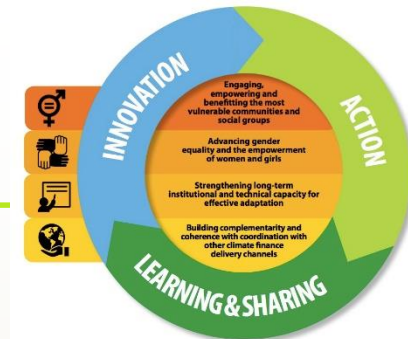 INNOVATION
ACTION
Engaging,
empowering and
benefitting the most
vulnerable communities and
social groups
Advancing gender
equality and the empowerment
of women and girls
Strengthening long-term
institutional and technical capacity for
effective adaptation
Building complementarity and
coherence with coordination with
other climate finance
delivery channels
LEARNING & SHARING